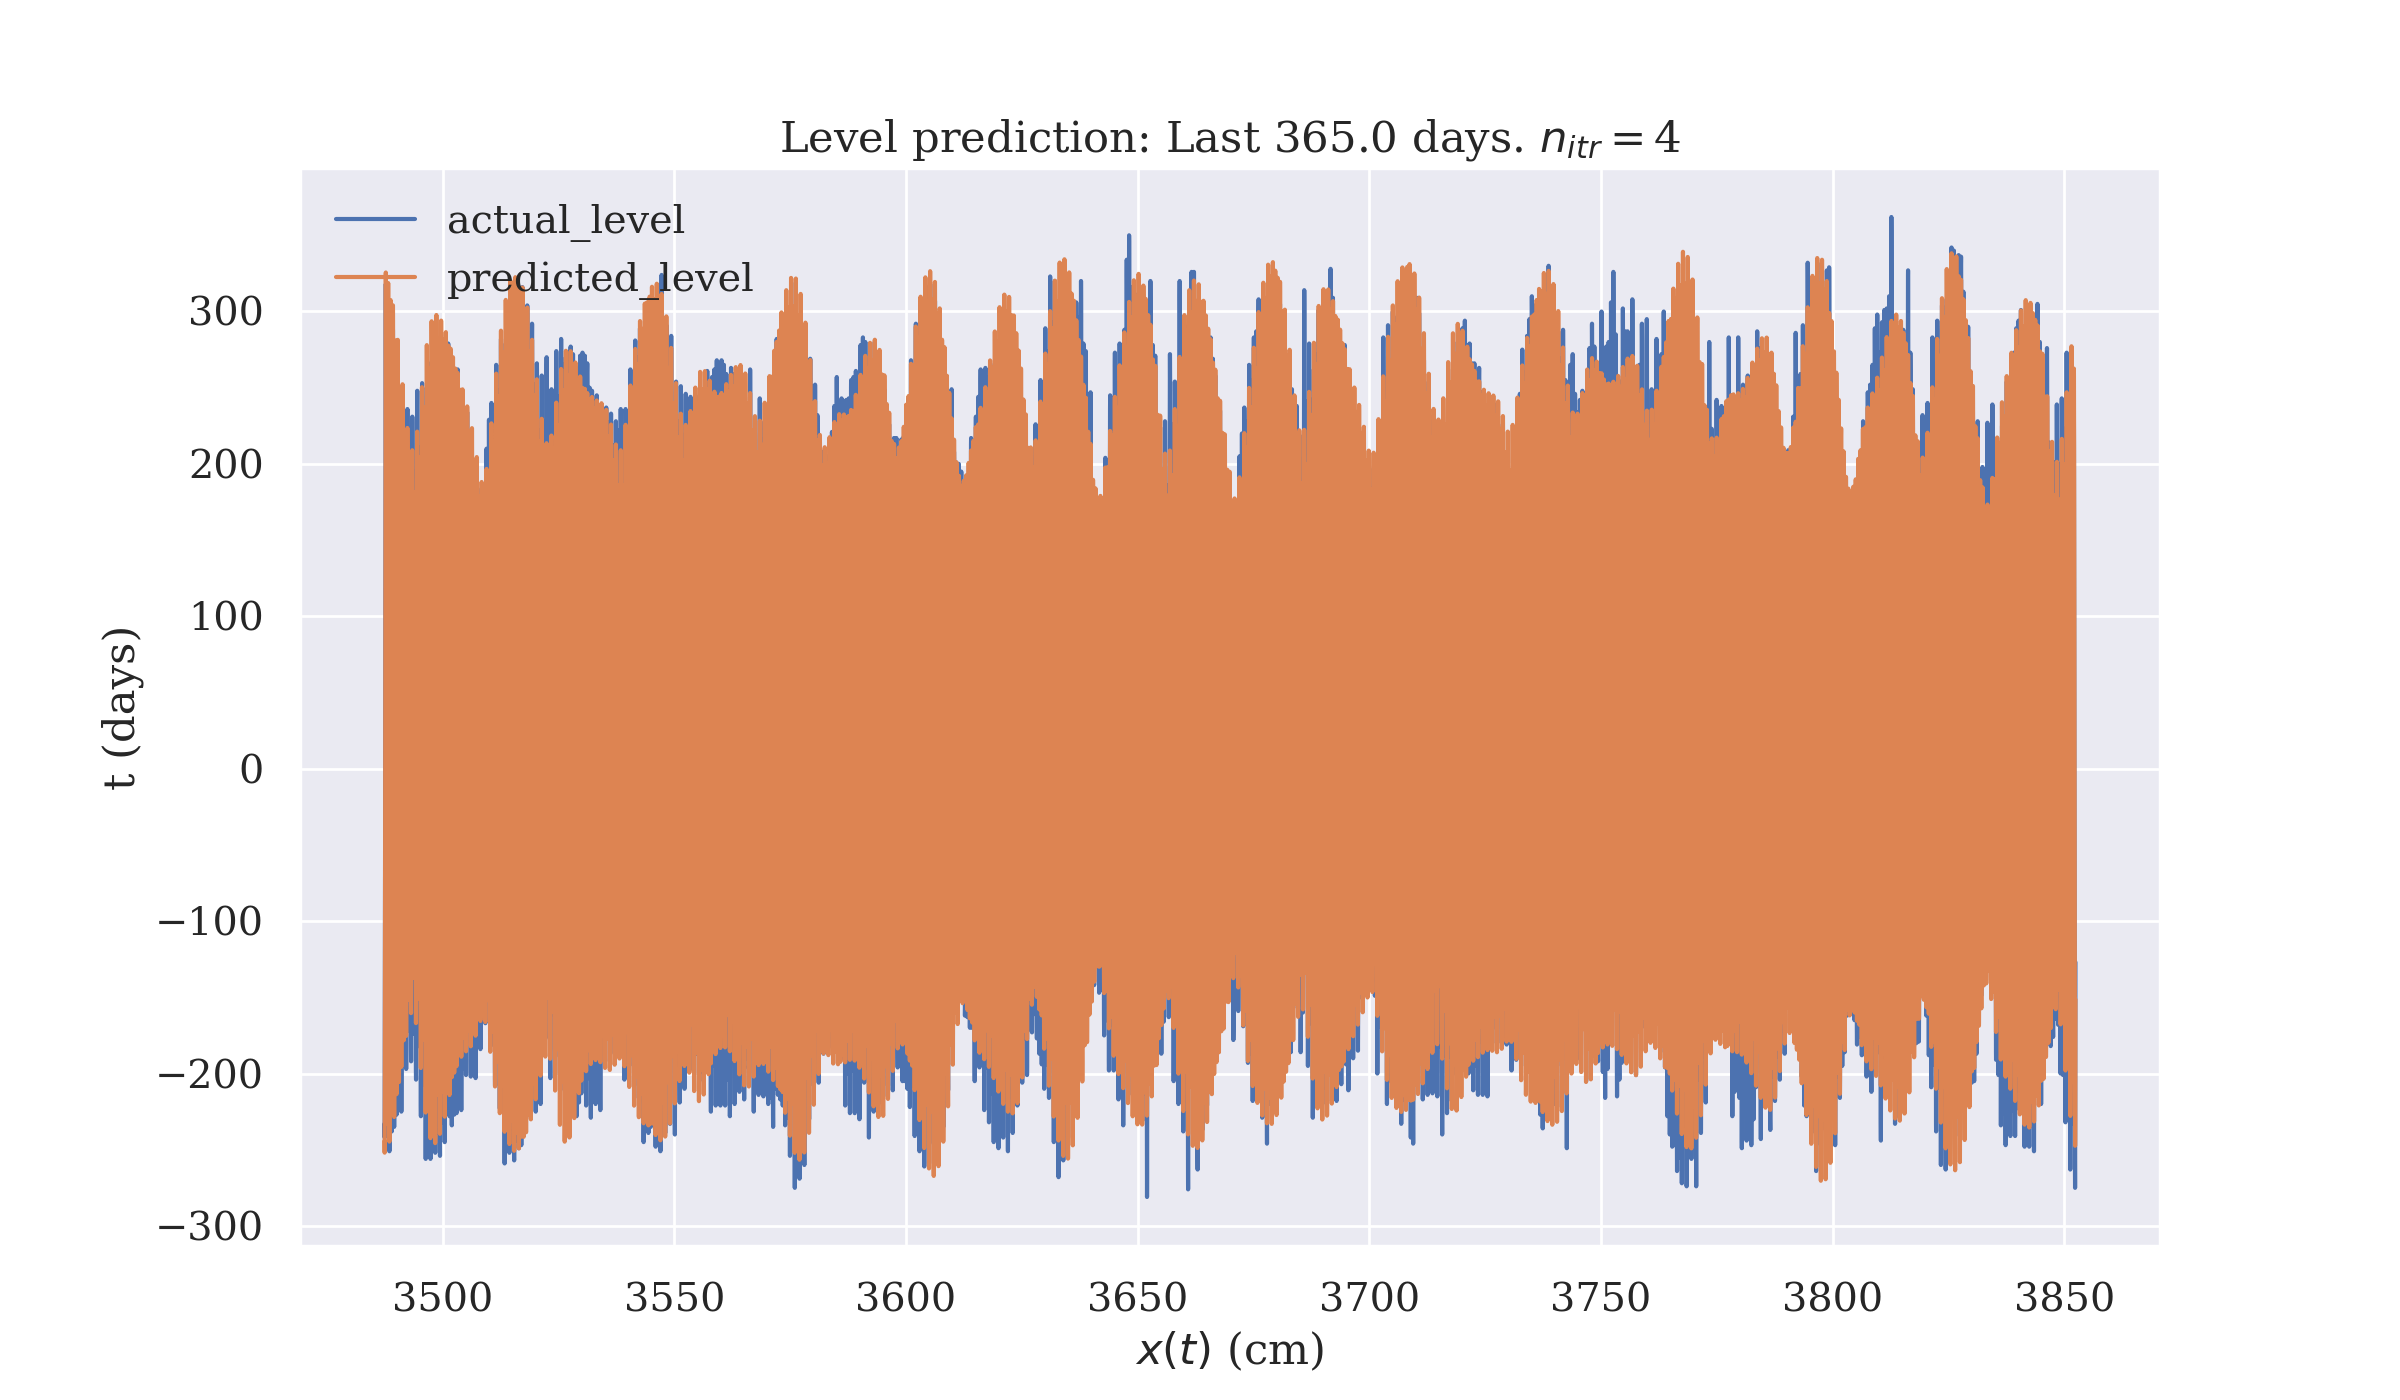 Level prediction: Last 365.0 days. n_{itr} = 4
actual_level
predicted_level
300
200
100
0
−100
−200
−300
t (days)
3500 3550 3600 3650 3700 3750 3800 3850
x(t) (cm)